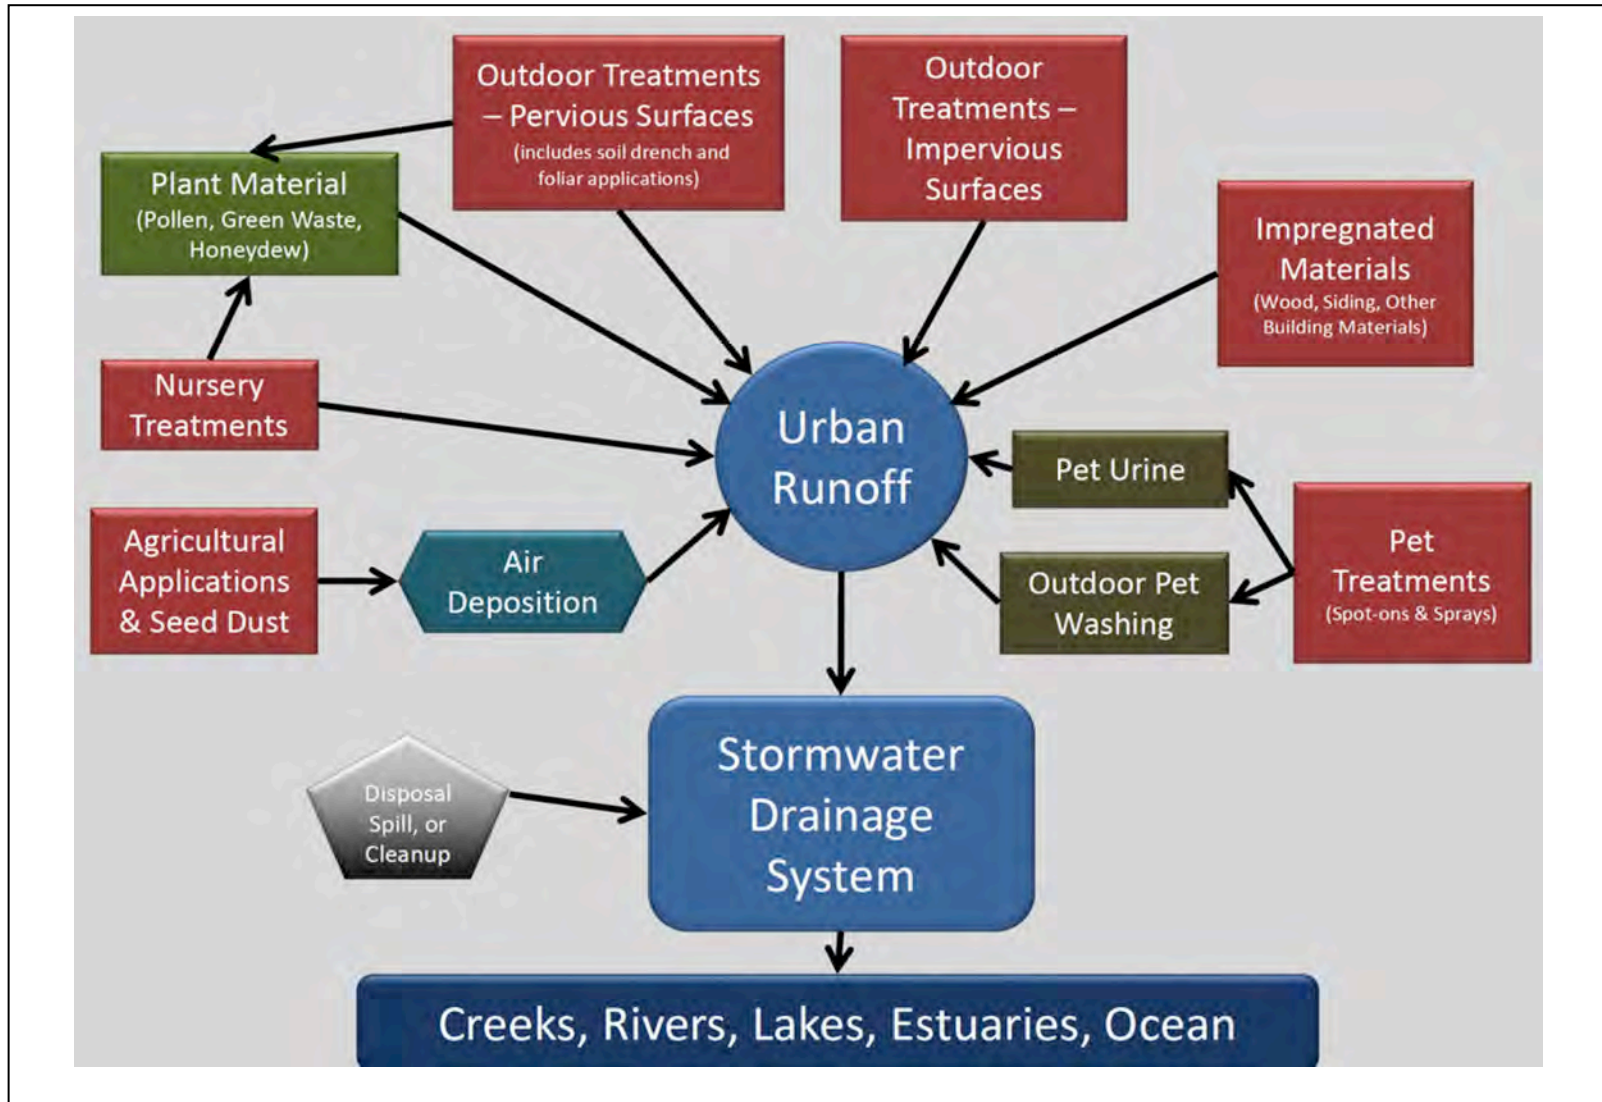 Outdoor Treatments
– Pervious Surfaces
(includes soil drench and
foliar applications)
Outdoor
Treatments –
Impervious
Surfaces
Plant Material
(Pollen, Green Waste,
Honeydew)
Impregnated
Materials
(Wood, Siding, Other
Building Materials)
Nursery
Treatments
Urban
Runoff
Pet Urine
Agricultural
Applications
& Seed Dust
Air
Deposition
Outdoor Pet
Washing
Pet
Treatments
(Spot-ons & Sprays)
Stormwater
Drainage
System
Disposal
Spill, or
Cleanup
Creeks, Rivers, Lakes, Estuaries, Ocean